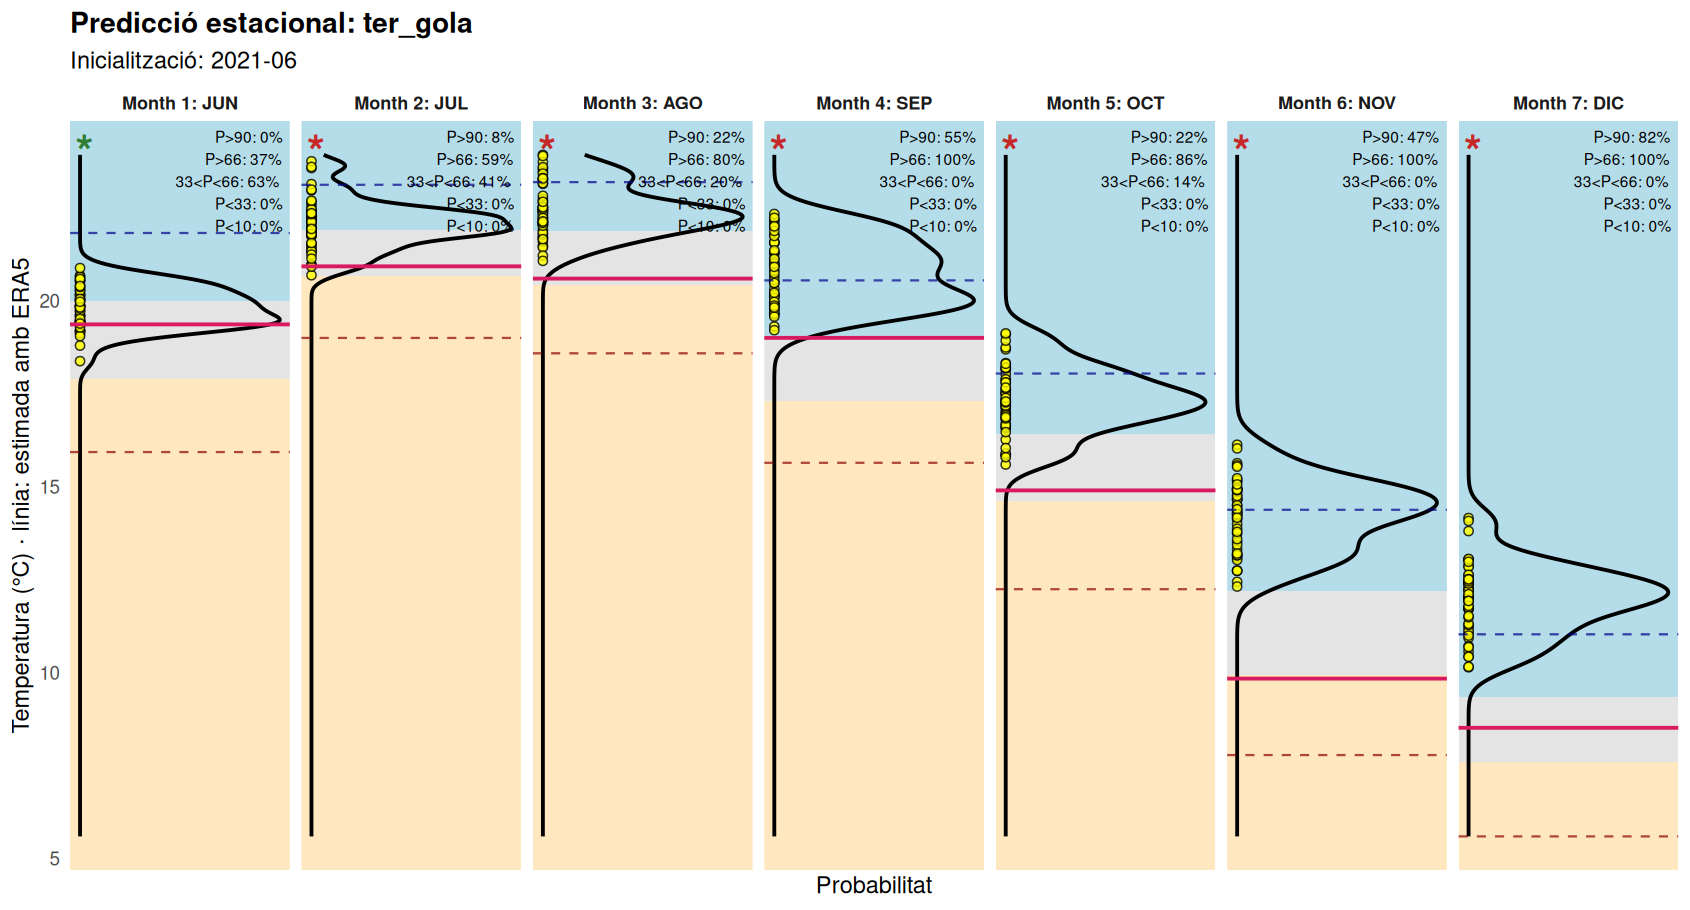 Predicció estacional: ter_gola
Inicialització: 2021-06
Month 1: JUN
P>90: 0%
P>66: 37%
33<P<66: 63%
P<33: 0%
P<10: 0%
Month 2: JUL
P>90: 8%
P>66: 59%
33<P<66: 41%
P<33: 0%
P<10: 0%
Month 3: AGO
P>90: 22%
P>66: 80%
33<P<66: 20%
P<33: 0%
P<10: 0%
Month 4: SEP
P>90: 55%
P>66: 100%
33<P<66: 0%
P<33: 0%
P<10: 0%
Month 5: OCT
P>90: 22%
P>66: 86%
33<P<66: 14%
P<33: 0%
P<10: 0%
Month 6: NOV
P>90: 47%
P>66: 100%
33<P<66: 0%
P<33: 0%
P<10: 0%
Month 7: DIC
P>90: 82%
P>66: 100%
33<P<66: 0%
P<33: 0%
P<10: 0%
Temperatura (°C) · línia: estimada amb ERA5
20
15
10
5
Probabilitat